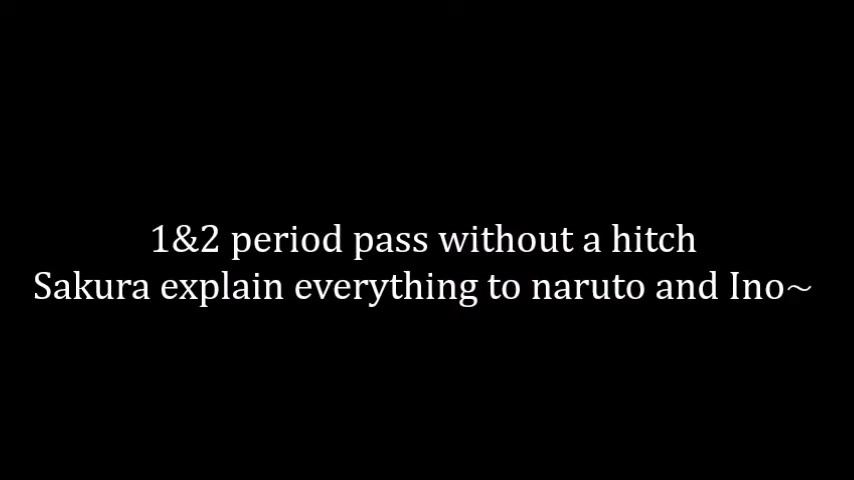 1&2 period pass without a hitch
Sakura explain everything to naruto and Ino~